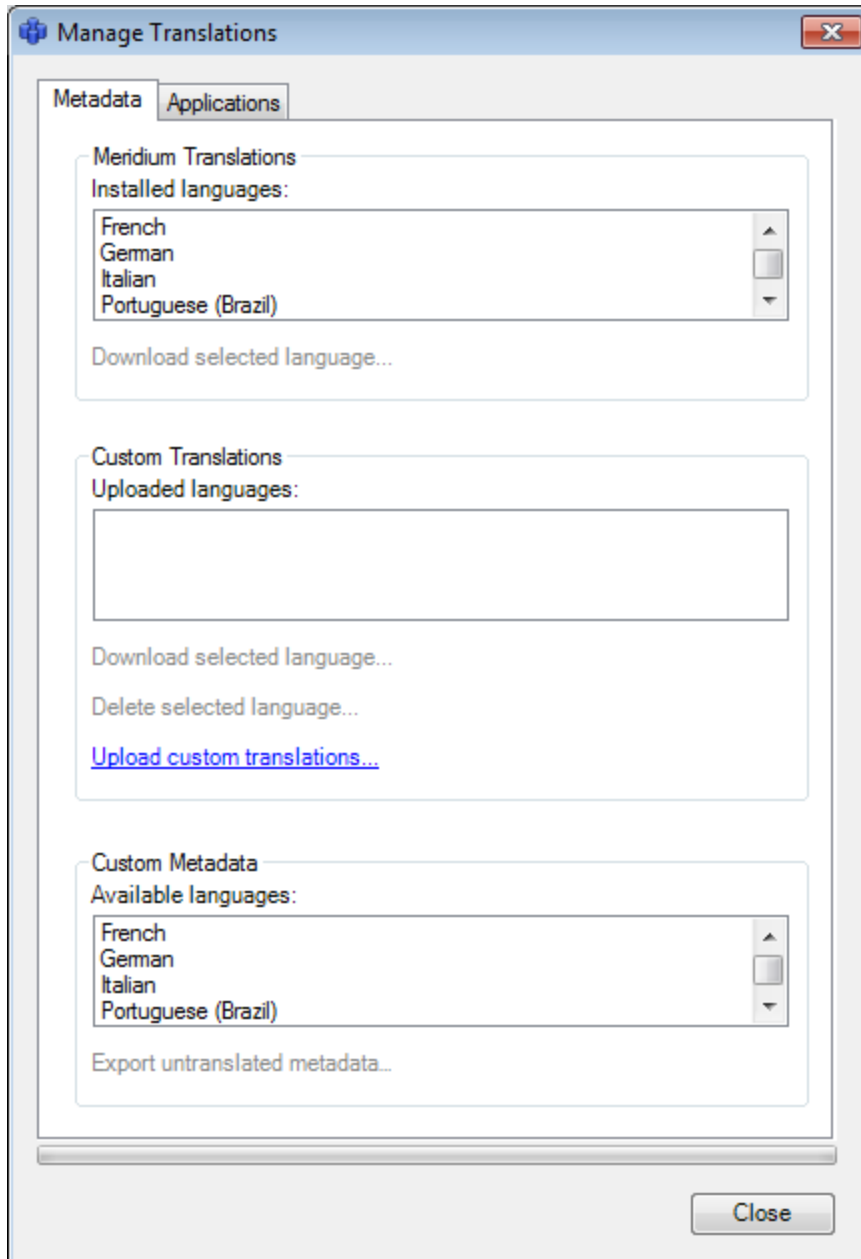 Manage Translations
Metadata
Applications
Meridium Translations
Installed languages:
French
German
Italian
Portuguese (Brazil)
Download selected language...
Custom Translations
Uploaded languages:
Download selected language...
Delete selected language...
Upload custom translations...
Custom Metadata
Available languages:
French
German
Italian
Portuguese (Brazil)
Export untranslated metadata...
Close